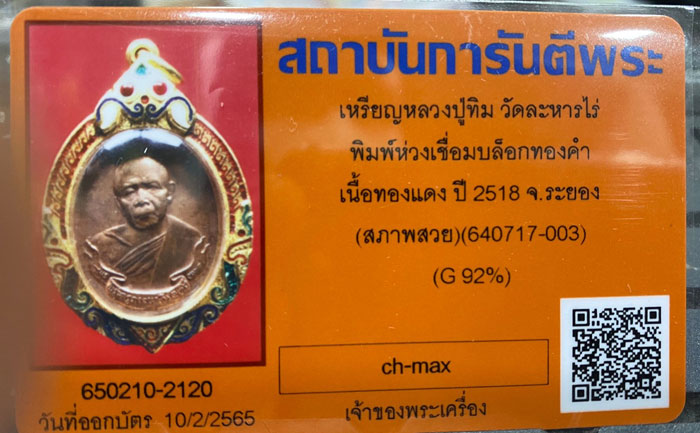 สถาบันการันตีพระ
เหรียญหลวงปู่ทิม วัดละหารไร่
พิมพ์ห่วงเชื่อมบล็อกทองคำ
เนื้อทองแดง ปี 2518 จ.ระยอง
(สภาพสวย)(640717-003)
(G 92%)
ch-max
เจ้าของพระเครื่อง
650210-2120
วันที่ออกบัตร 10/2/2565